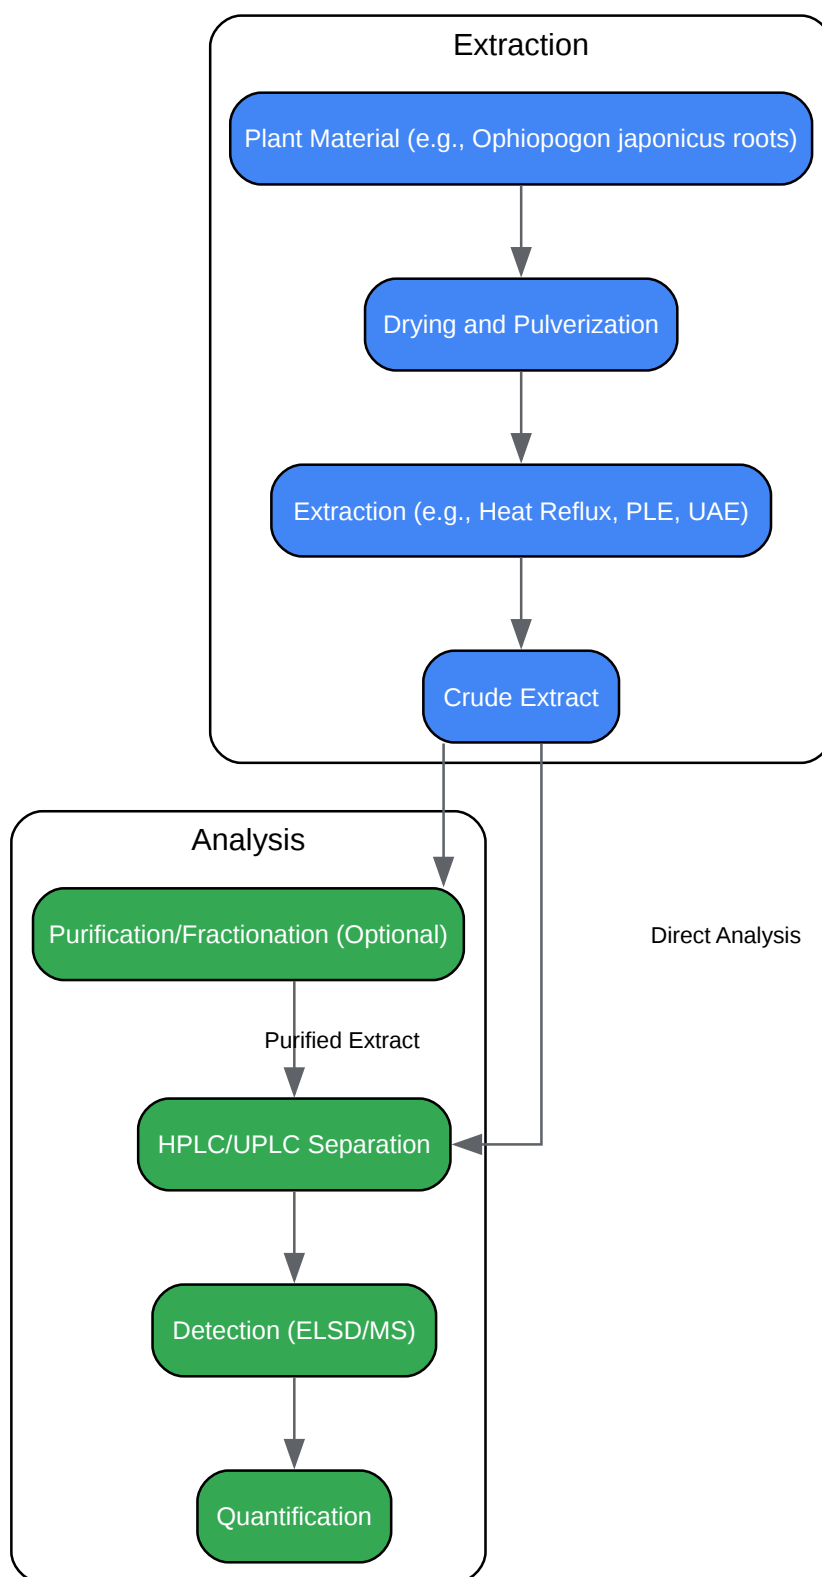 Extraction
Plant Material (e.g., Ophiopogon japonicus roots)
Drying and Pulverization
Extraction (e.g., Heat Reflux, PLE, UAE)
Crude Extract
Analysis
Purification/Fractionation (Optional)
Direct Analysis
Purified Extract
HPLC/UPLC Separation
Detection (ELSD/MS)
Quantification